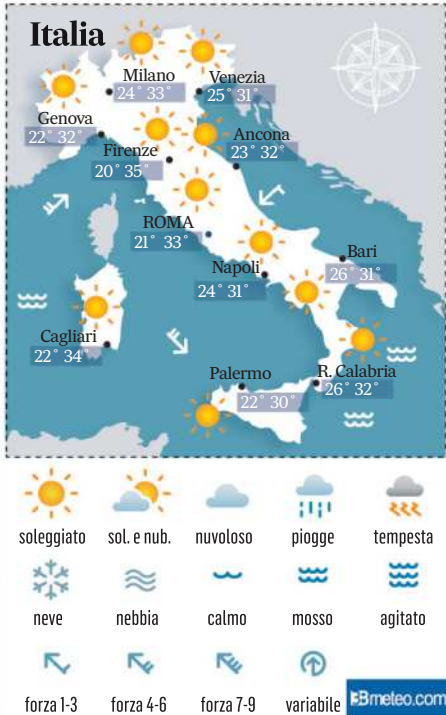 Italia
Milano
24° 33°
Venezia
25° 31°
Genova
22° 32°
Firenze
20° 35°
Ancona
23° 32°
ROMA
21° 33°
Napoli
24° 31°
Bari
26° 31°
Cagliari
22° 34°
Palermo
22° 30°
R. Calabria
26° 32°
soleggiato sol. e nub. nuvoloso piogge tempesta
neve nebbia calmo mosso agitato
forza 1-3 forza 4-6 forza 7-9 variabile
3Bmeteo.com